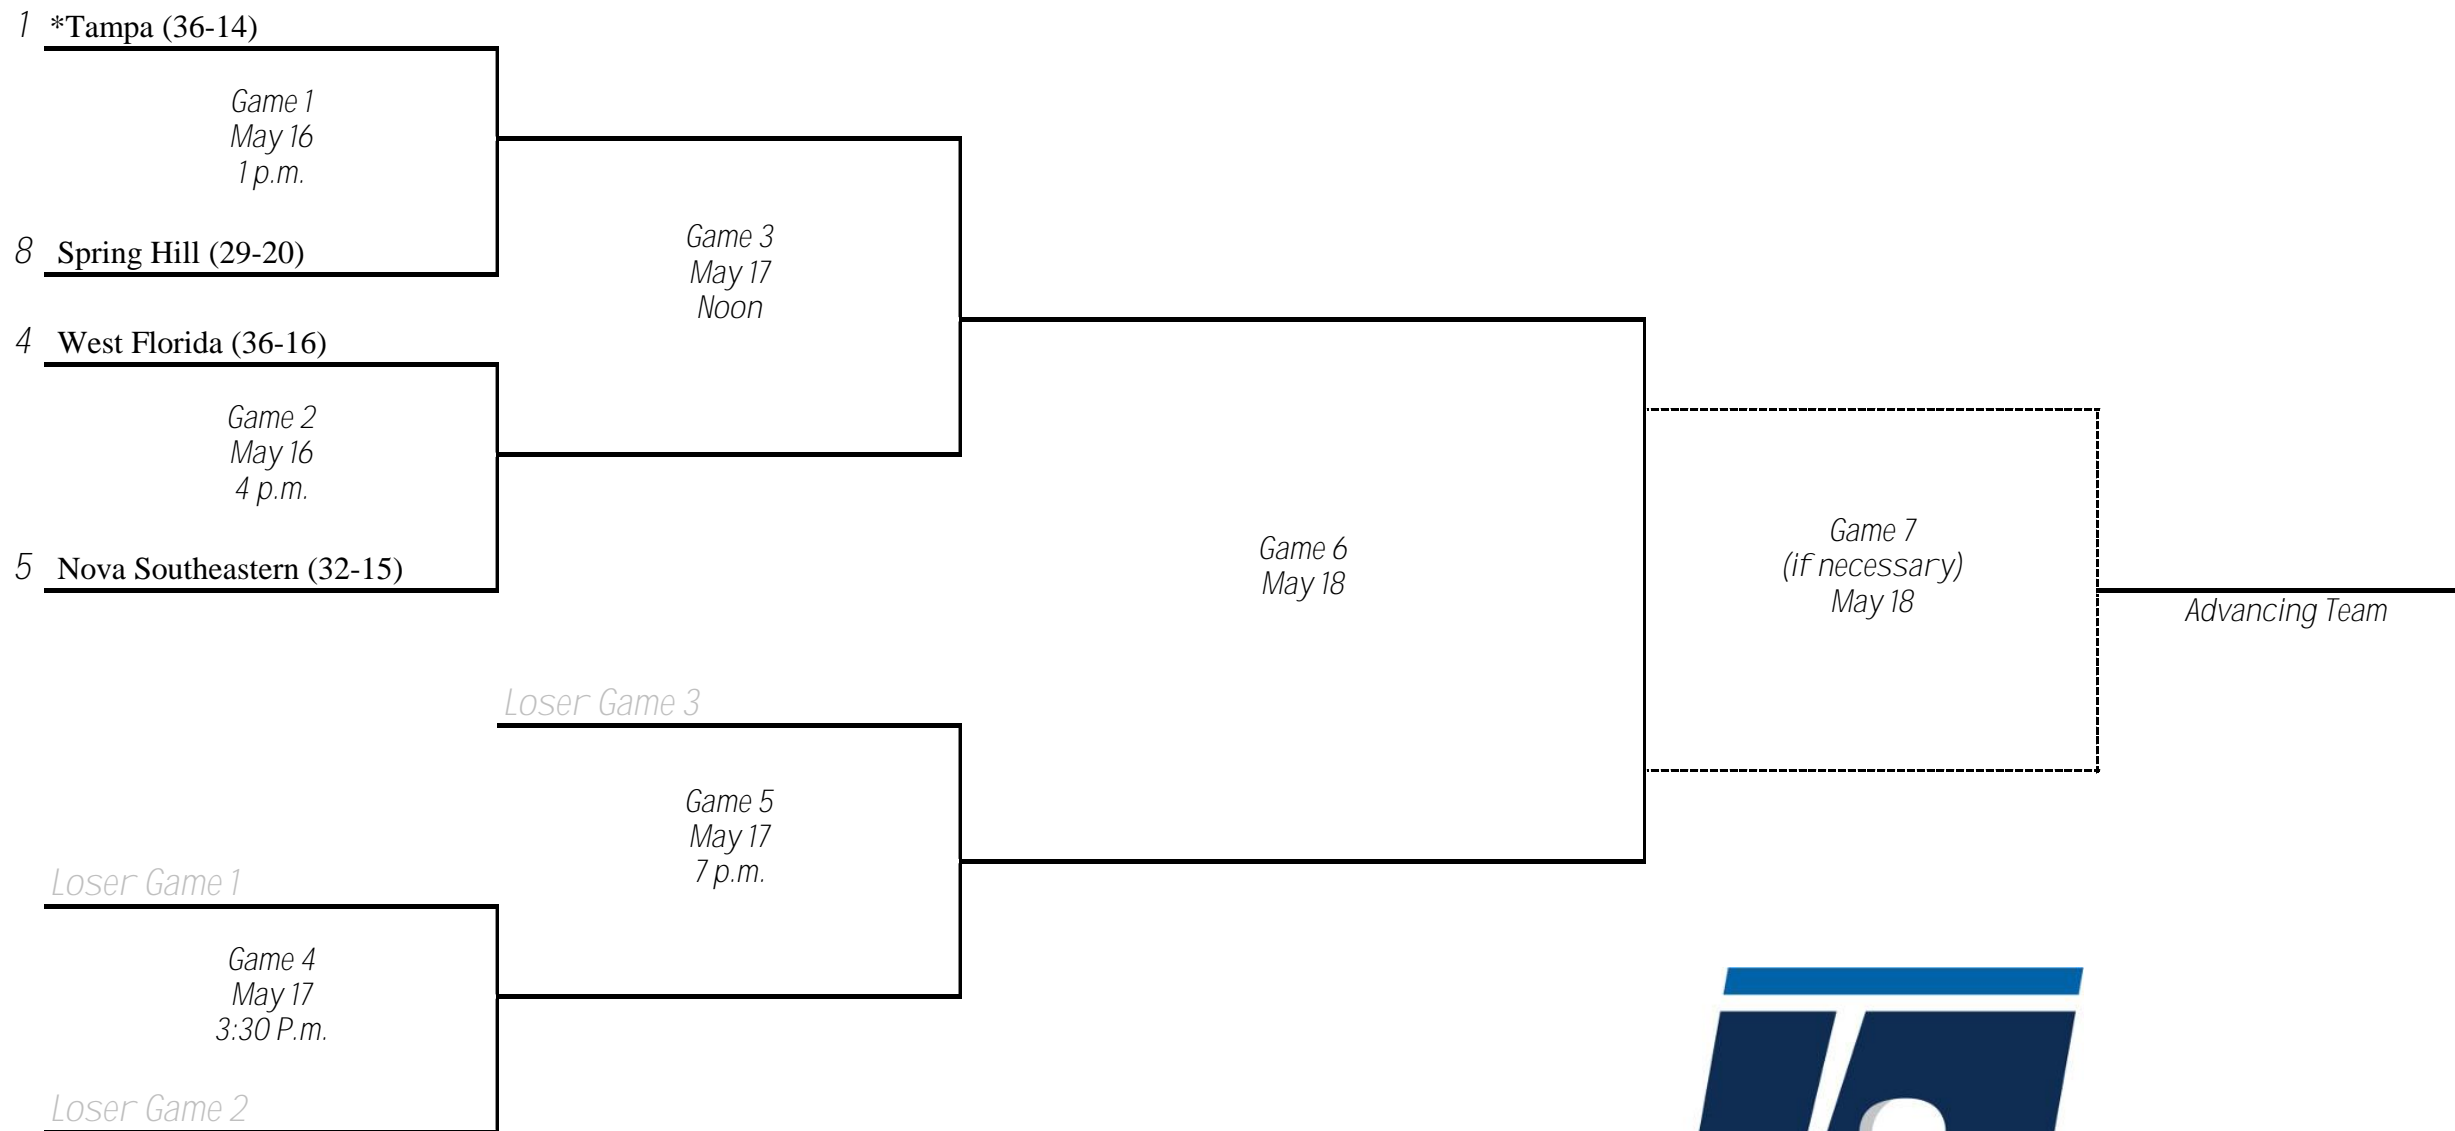 1 *Tampa (36-14)
Game 1
May 16
1 p.m.
8 Spring Hill (29-20)
4 West Florida (36-16)
Game 2
May 16
4 p.m.
5 Nova Southeastern (32-15)
Game 3
May 17
Noon
Loser Game 3
Game 5
May 17
7 p.m.
Loser Game 1
Game 4
May 17
3:30 P.m.
Loser Game 2
Game 6
May 18
Game 7
(if necessary)
May 18
Advancing Team